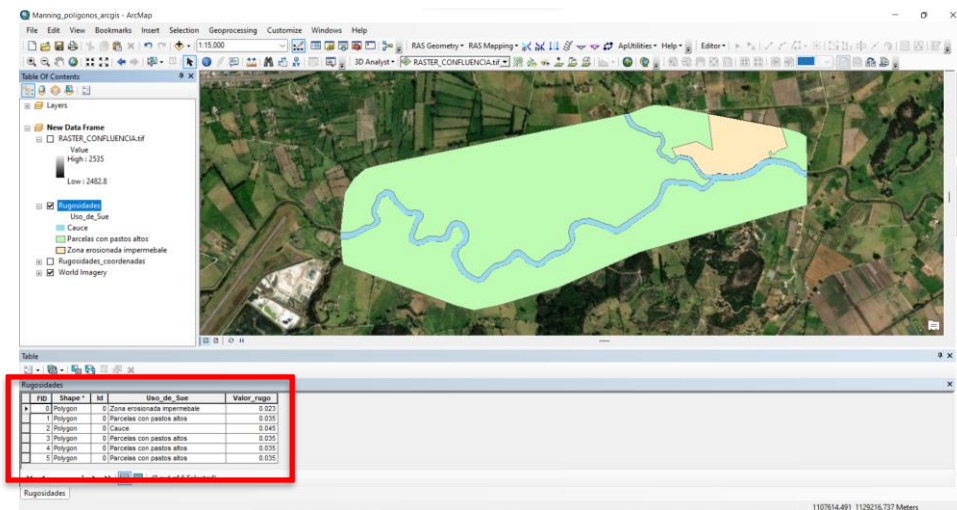 Manning_poligonos_arcgis - ArcMap
File Edit View Bookmarks Insert Selection Geoprocessing Customize Windows Help
1:15.000 RAS Geometry RAS Mapping ApUtilities Help Editor
3D Analyst RASTER_CONFLUENCIA.tif
Table Of Contents
Layers
New Data Frame
RASTER_CONFLUENCIA.tif
Value
High : 2535
Low : 2482.8
Rugosidades
Uso_de_Sue
Cauce
Parcelas con pastos altos
Zona erosionada impermebale
Rugosidades_coordenadas
World Imagery
Table
Rugosidades
FID Shape * Id Uso_de_Sue Valor_rugo
0 Polygon 0 Zona erosionada impermebale 0.023
1 Polygon 0 Parcelas con pastos altos 0.035
2 Polygon 0 Cauce 0.045
3 Polygon 0 Parcelas con pastos altos 0.035
4 Polygon 0 Parcelas con pastos altos 0.035
5 Polygon 0 Parcelas con pastos altos 0.035
Rugosidades
1107614.491 1129216.737 Meters